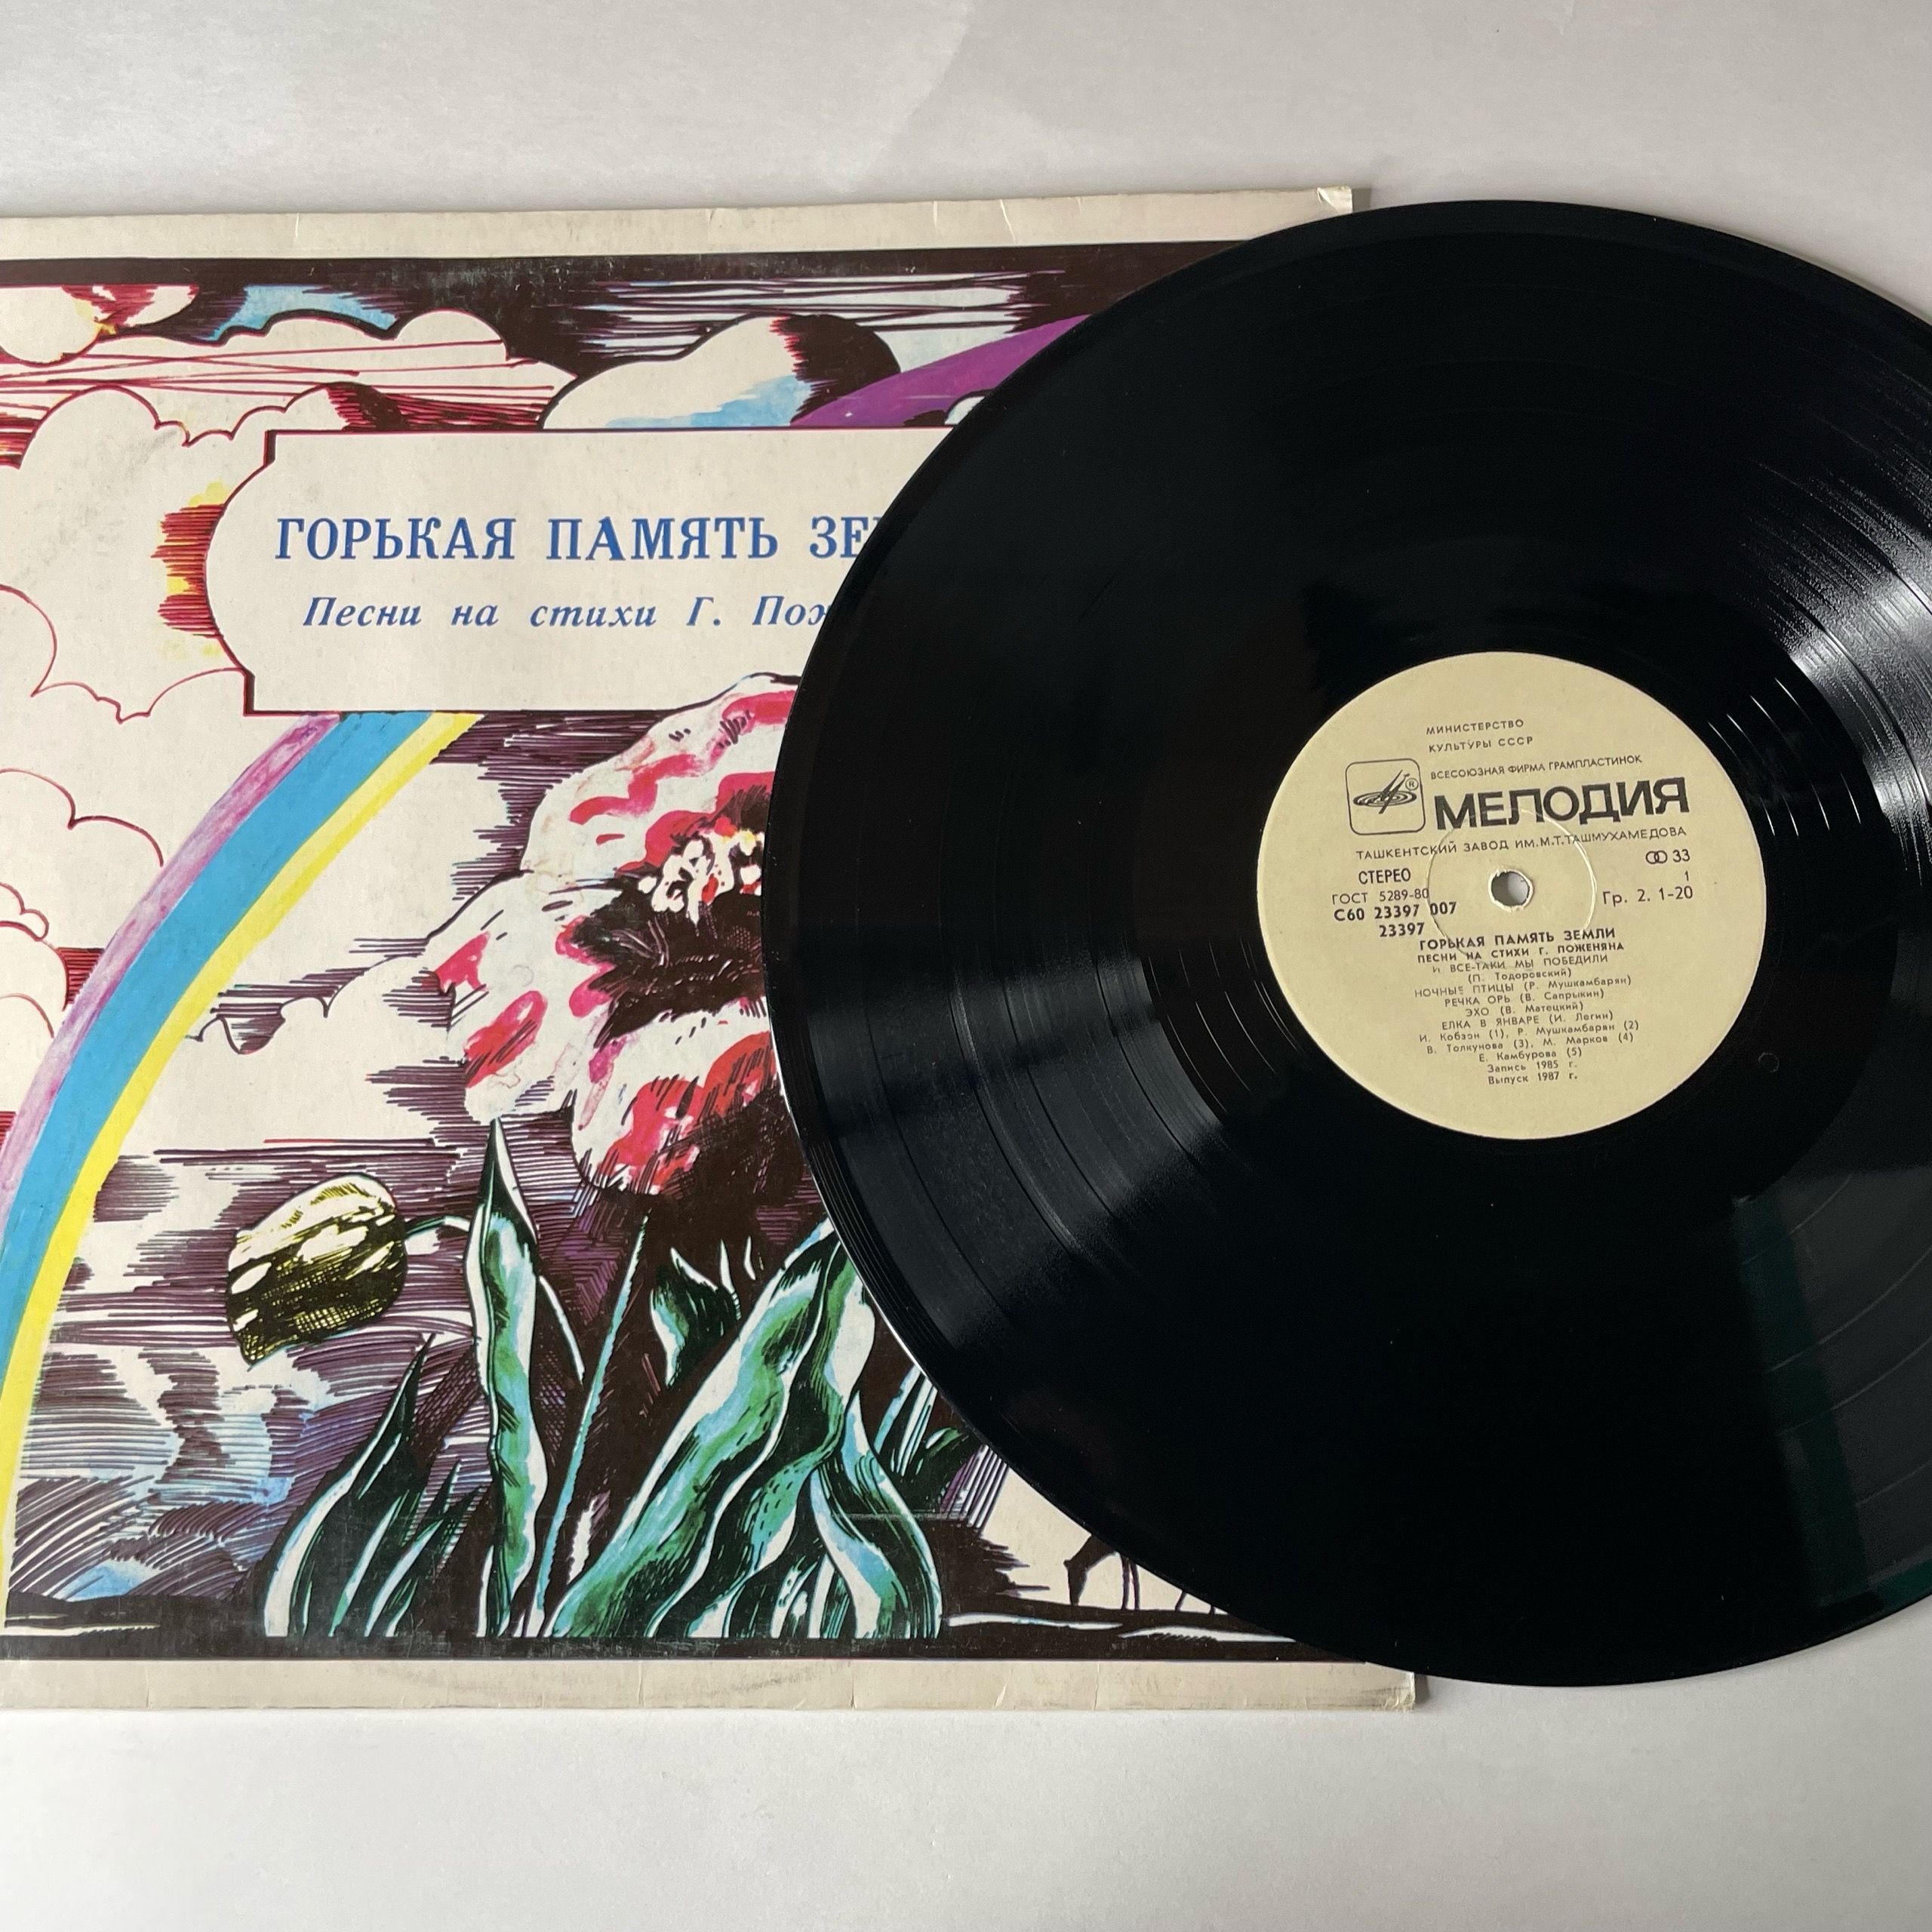 ГОРЬКАЯ ПАМЯТЬ
Песни на стихи Г.
МИНИСТЕРСТВО
КУЛЬТУРЫ СССР
ВСЕСОЮЗНАЯ ФИРМА ГРАМПЛАСТИНОК
МЕЛОДИЯ
ТАШКЕНТСКИЙ ЗАВОД ИМ.М.Т.ТАШМУХАМЕДОВА
СТЕРЕО
33
ГОСТ 5289-80
1
С60 23397 007
Гр. 2. 1-20
23397
ГОРЬКАЯ ПАМЯТЬ ЗЕМЛИ
ПЕСНИ НА СТИХИ Г. ПОЖЕНЯНА
И ВСЕ-ТАКИ МЫ ПОБЕДИЛИ
(П. Тодоровский)
НОЧНЫЕ ПТИЦЫ (Р. Мушкамбарян)
РЕЧКА ОРЬ (В. Сапрыкин)
ЭХО (В. Матецкий)
ЕЛКА В ЯНВАРЕ (И. Легин)
И. Кобзон (1), Р. Мушкамбарян (2)
В. Толкунова (3), М. Марков (4)
Е. Камбурова (5)
Запись 1985 г.
Выпуск 1987 г.